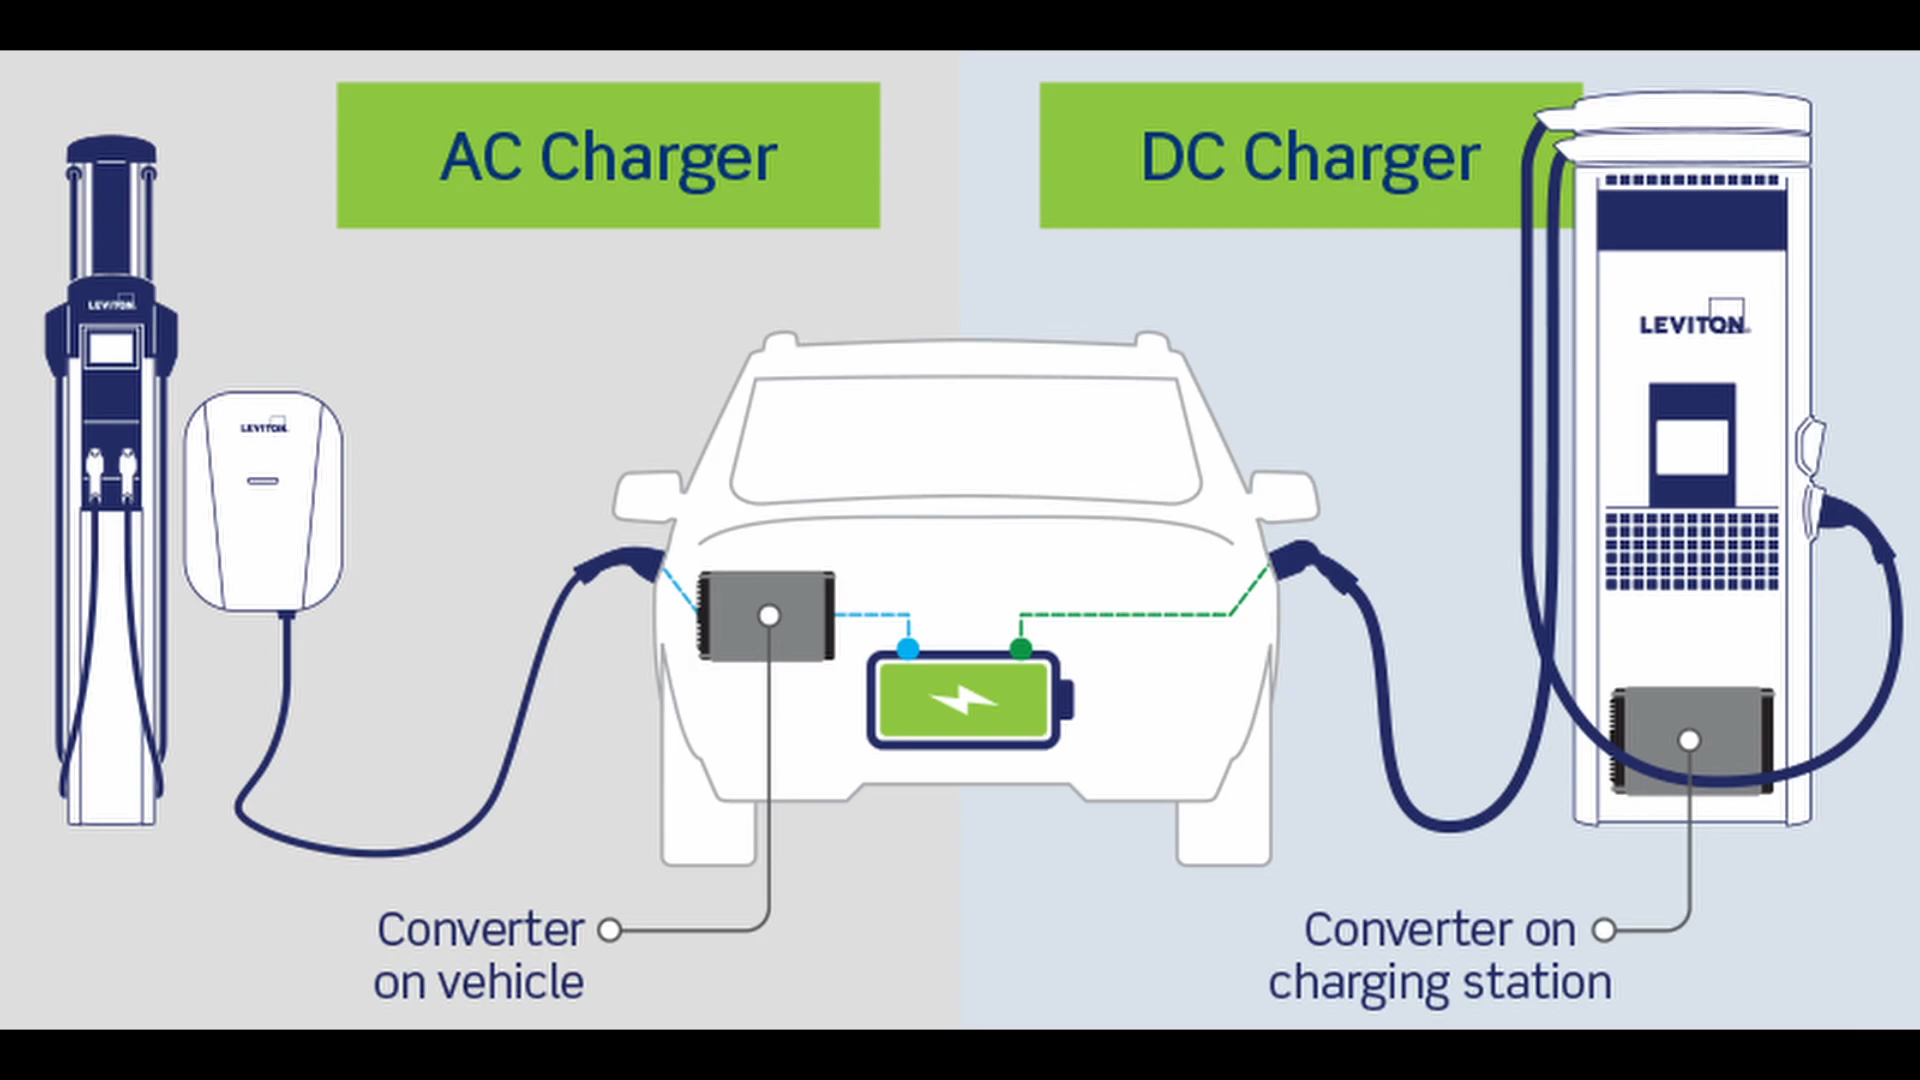 AC Charger
DC Charger
LEVITON
LEVITON
LEVITON
Converter
on vehicle
Converter on
charging station